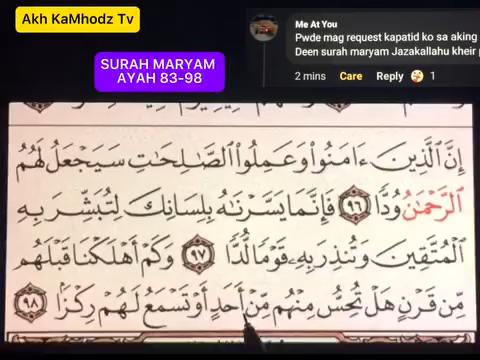 Akh KaMhodz Tv
Me At You
Pwde mag request kapatid ko sa aking
Deen surah maryam Jazakallahu kheir
2 mins Care Reply 1
SURAH MARYAM
AYAH 83-98
إِنَّ ٱلَّذِينَ ءَامَنُواْ وَعَمِلُواْ ٱلصَّٰلِحَٰتِ سَيَجْعَلُ لَهُمُ
ٱلرَّحْمَٰنُ وُدًّا ٩٦ فَإِنَّمَا يَسَّرْنَٰهُ بِلِسَانِكَ لِتُبَشِّرَ بِهِ
ٱلْمُتَّقِينَ وَتُنذِرَ بِهِۦ قَوْمًا لُّدًّا ٩٧ وَكَمْ أَهْلَكْنَا قَبْلَهُم
مِّن قَرْنٍ هَلْ تُحِسُّ مِنْهُم مِّنْ أَحَدٍ أَوْ تَسْمَعُ لَهُمْ رِكْزًۢا ٩٨